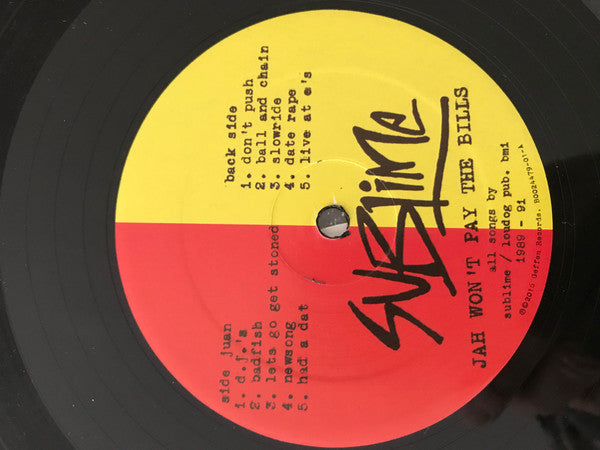 side juan
1. d.j.'s
2. badfish
3. lets go get stoned
4. newsong
5. had a dat
back side
1. don't push
2. ball and chain
3. slowride
4. date rape
5. live at e's
SUBliMe
JAH WON'T PAY THE BILLS
all songs by
sublime / loudog pub. bmi
1989 - 91
℗©2016 Geffen Records. B0024479-01-A